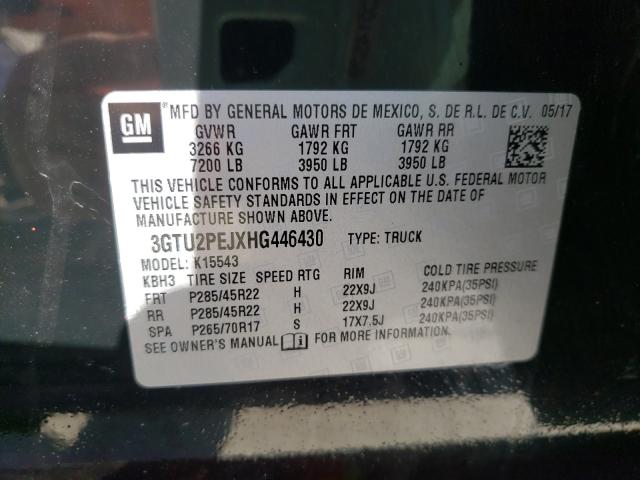 GM
MFD BY GENERAL MOTORS DE MEXICO, S. DE R.L. DE C.V. 05/17
GVWR GAWR FRT GAWR RR
3266 KG 1792 KG 1792 KG
7200 LB 3950 LB 3950 LB
THIS VEHICLE CONFORMS TO ALL APPLICABLE U.S. FEDERAL MOTOR
VEHICLE SAFETY STANDARDS IN EFFECT ON THE DATE OF
MANUFACTURE SHOWN ABOVE.
3GTU2PEJXHG446430 TYPE: TRUCK
MODEL: K15543
KBH3 TIRE SIZE SPEED RTG RIM COLD TIRE PRESSURE
FRT P285/45R22 H 22X9J 240KPA(35PSI)
RR P285/45R22 H 22X9J 240KPA(35PSI)
SPA P265/70R17 S 17X7.5J 240KPA(35PSI)
SEE OWNER'S MANUAL FOR MORE INFORMATION.